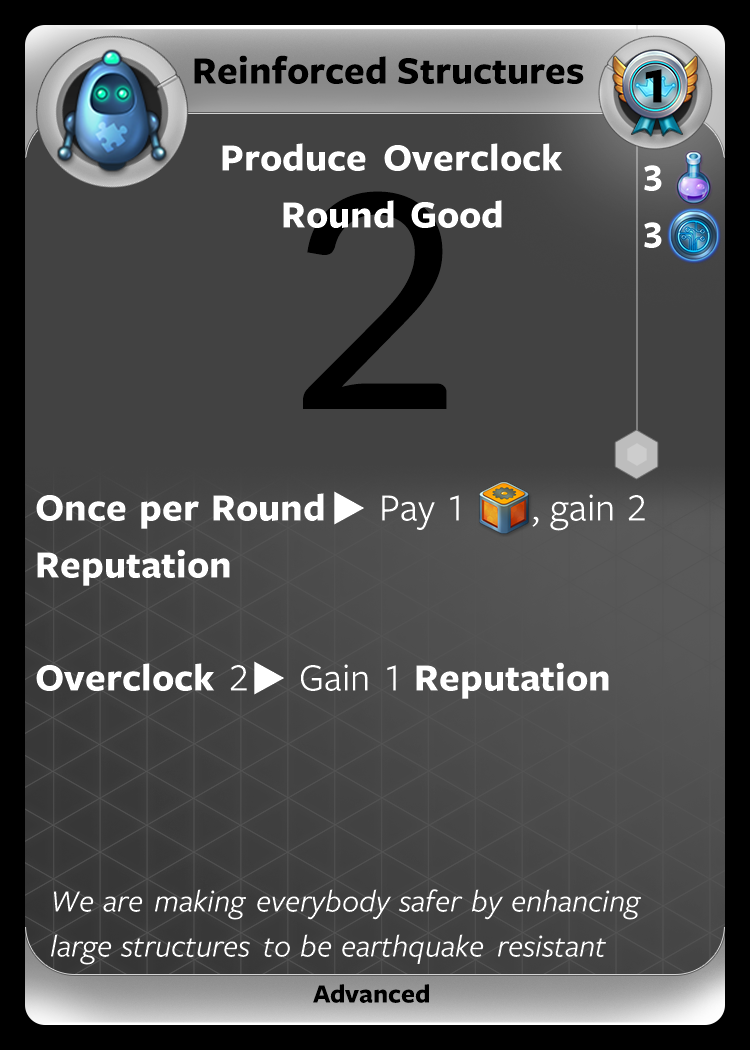 Reinforced Structures
1
Produce Overclock
Round Good
3
3
2
Once per Round▶ Pay 1 , gain 2
Reputation
Overclock 2▶ Gain 1 Reputation
We are making everybody safer by enhancing
large structures to be earthquake resistant
Advanced